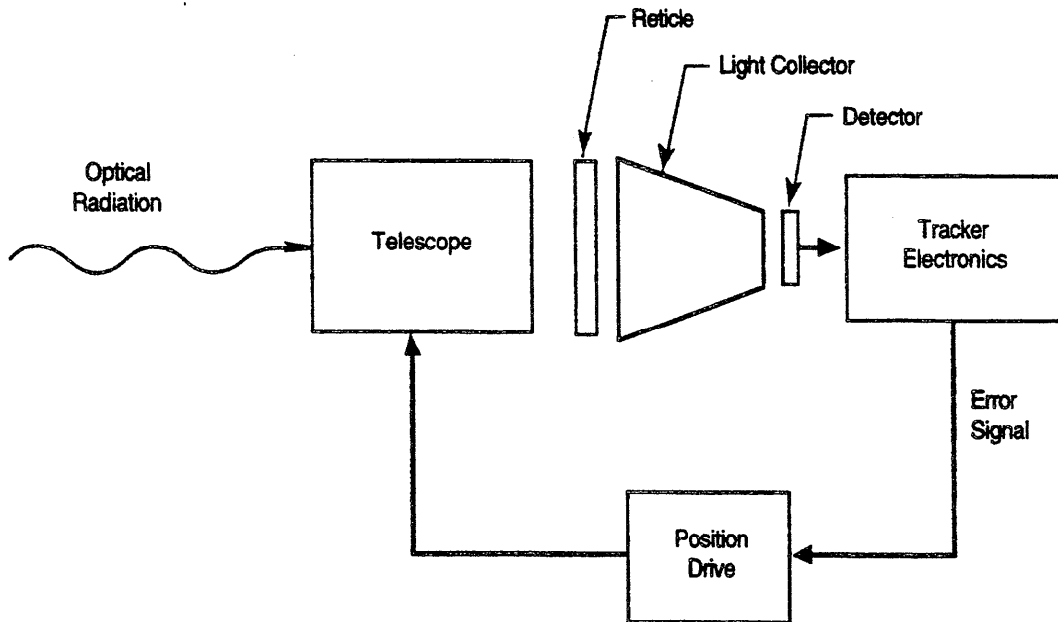 Reticle
Light Collector
Detector
Optical
Radiation
Telescope
Tracker
Electronics
Error
Signal
Position
Drive